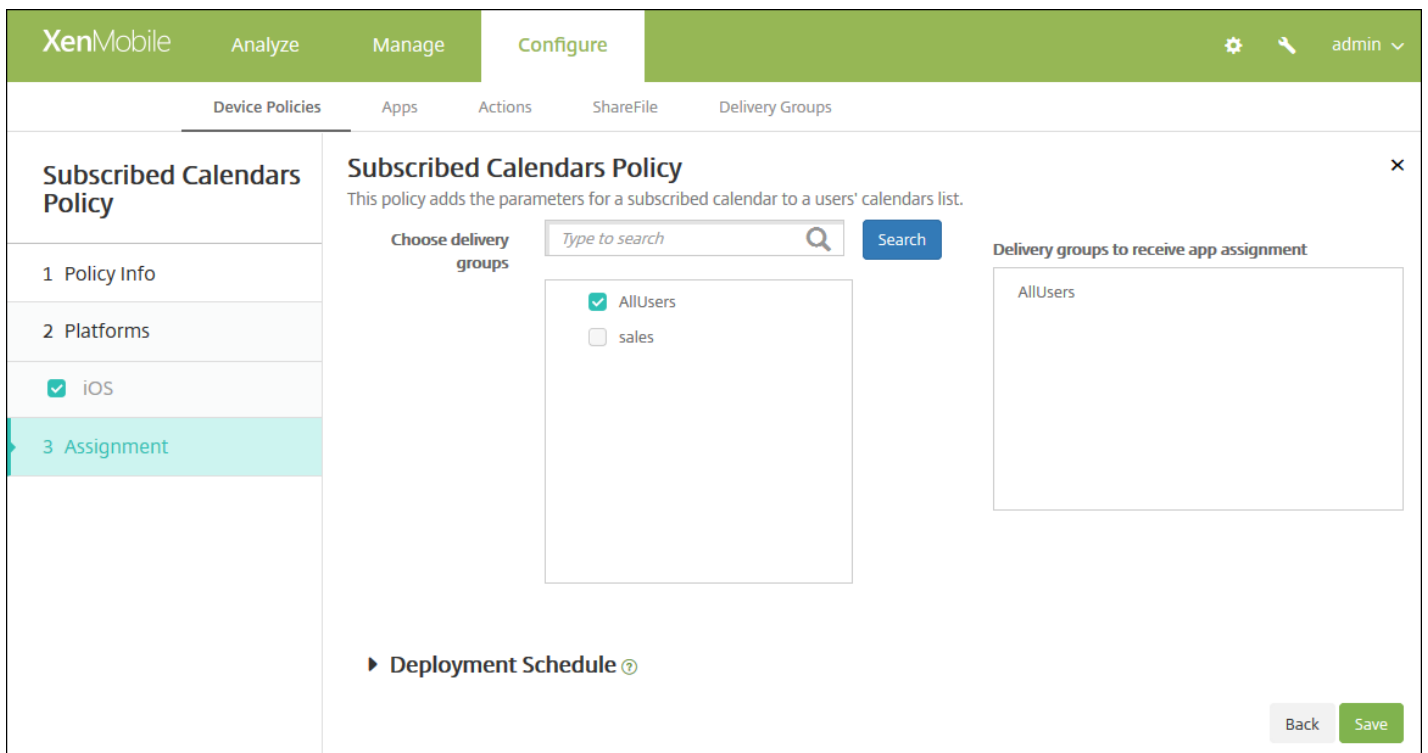 XenMobile Analyze Manage Configure admin
Device Policies Apps Actions ShareFile Delivery Groups
Subscribed Calendars
Policy
1 Policy Info
2 Platforms
iOS
3 Assignment
Subscribed Calendars Policy
This policy adds the parameters for a subscribed calendar to a users' calendars list.
Choose delivery
groups
Type to search
Search
AllUsers
sales
Delivery groups to receive app assignment
AllUsers
Deployment Schedule ?
Back Save